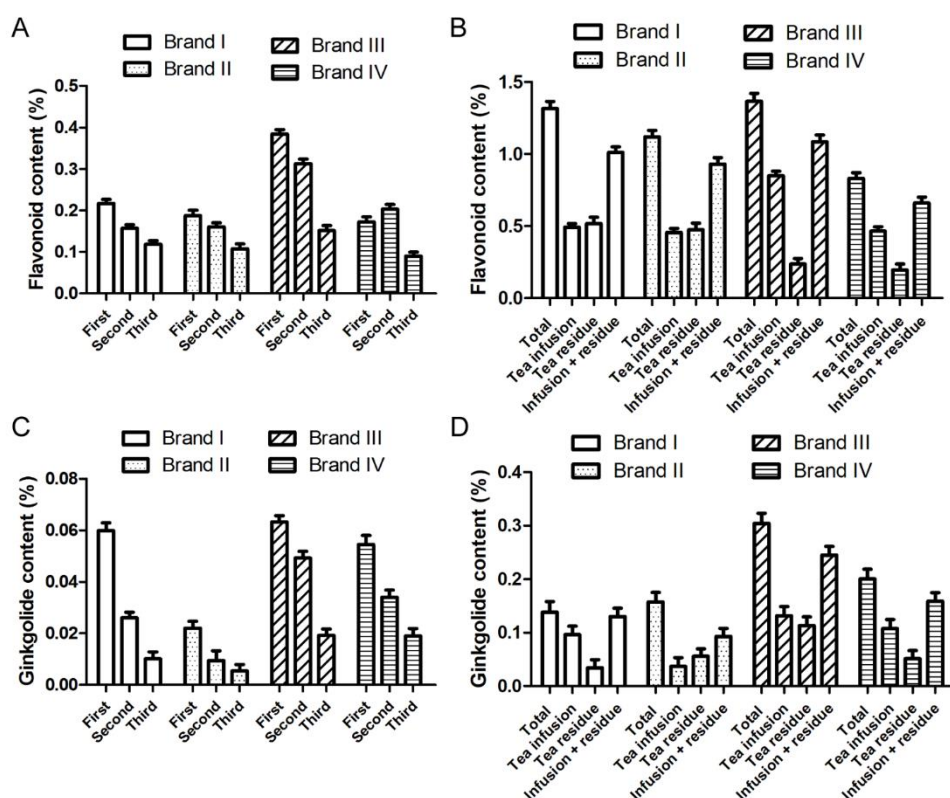 A
Brand I
Brand III
Brand II
Brand IV
Flavonoid content (%)
0.5
0.4
0.3
0.2
0.1
0.0
First
Second
Third
First
Second
Third
First
Second
Third
First
Second
Third
B
Brand I
Brand III
Brand II
Brand IV
Flavonoid content (%)
1.5
1.0
0.5
0.0
Total
Tea infusion
Tea residue
Infusion + residue
Total
Tea infusion
Tea residue
Infusion + residue
Total
Tea infusion
Tea residue
Infusion + residue
Total
Tea infusion
Tea residue
Infusion + residue
C
Brand I
Brand III
Brand II
Brand IV
Ginkgolide content (%)
0.08
0.06
0.04
0.02
0.00
First
Second
Third
First
Second
Third
First
Second
Third
First
Second
Third
D
Brand I
Brand III
Brand II
Brand IV
Ginkgolide content (%)
0.4
0.3
0.2
0.1
0.0
Total
Tea infusion
Tea residue
Infusion + residue
Total
Tea infusion
Tea residue
Infusion + residue
Total
Tea infusion
Tea residue
Infusion + residue
Total
Tea infusion
Tea residue
Infusion + residue